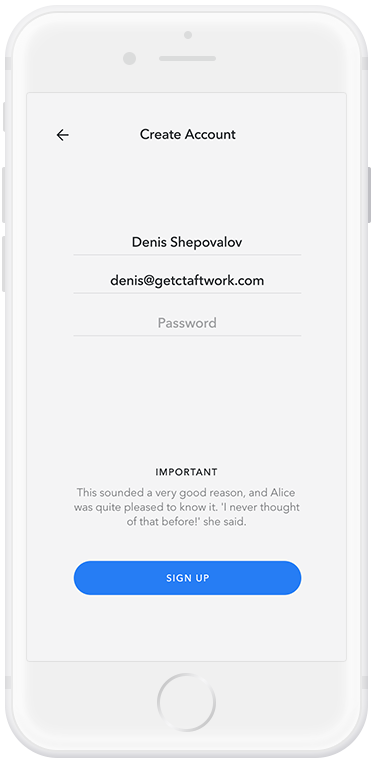 Create Account
Denis Shepovalov
denis@getctaftwork.com
Password
IMPORTANT
This sounded a very good reason, and Alice
was quite pleased to know it. 'I never thought
of that before!' she said.
SIGN UP